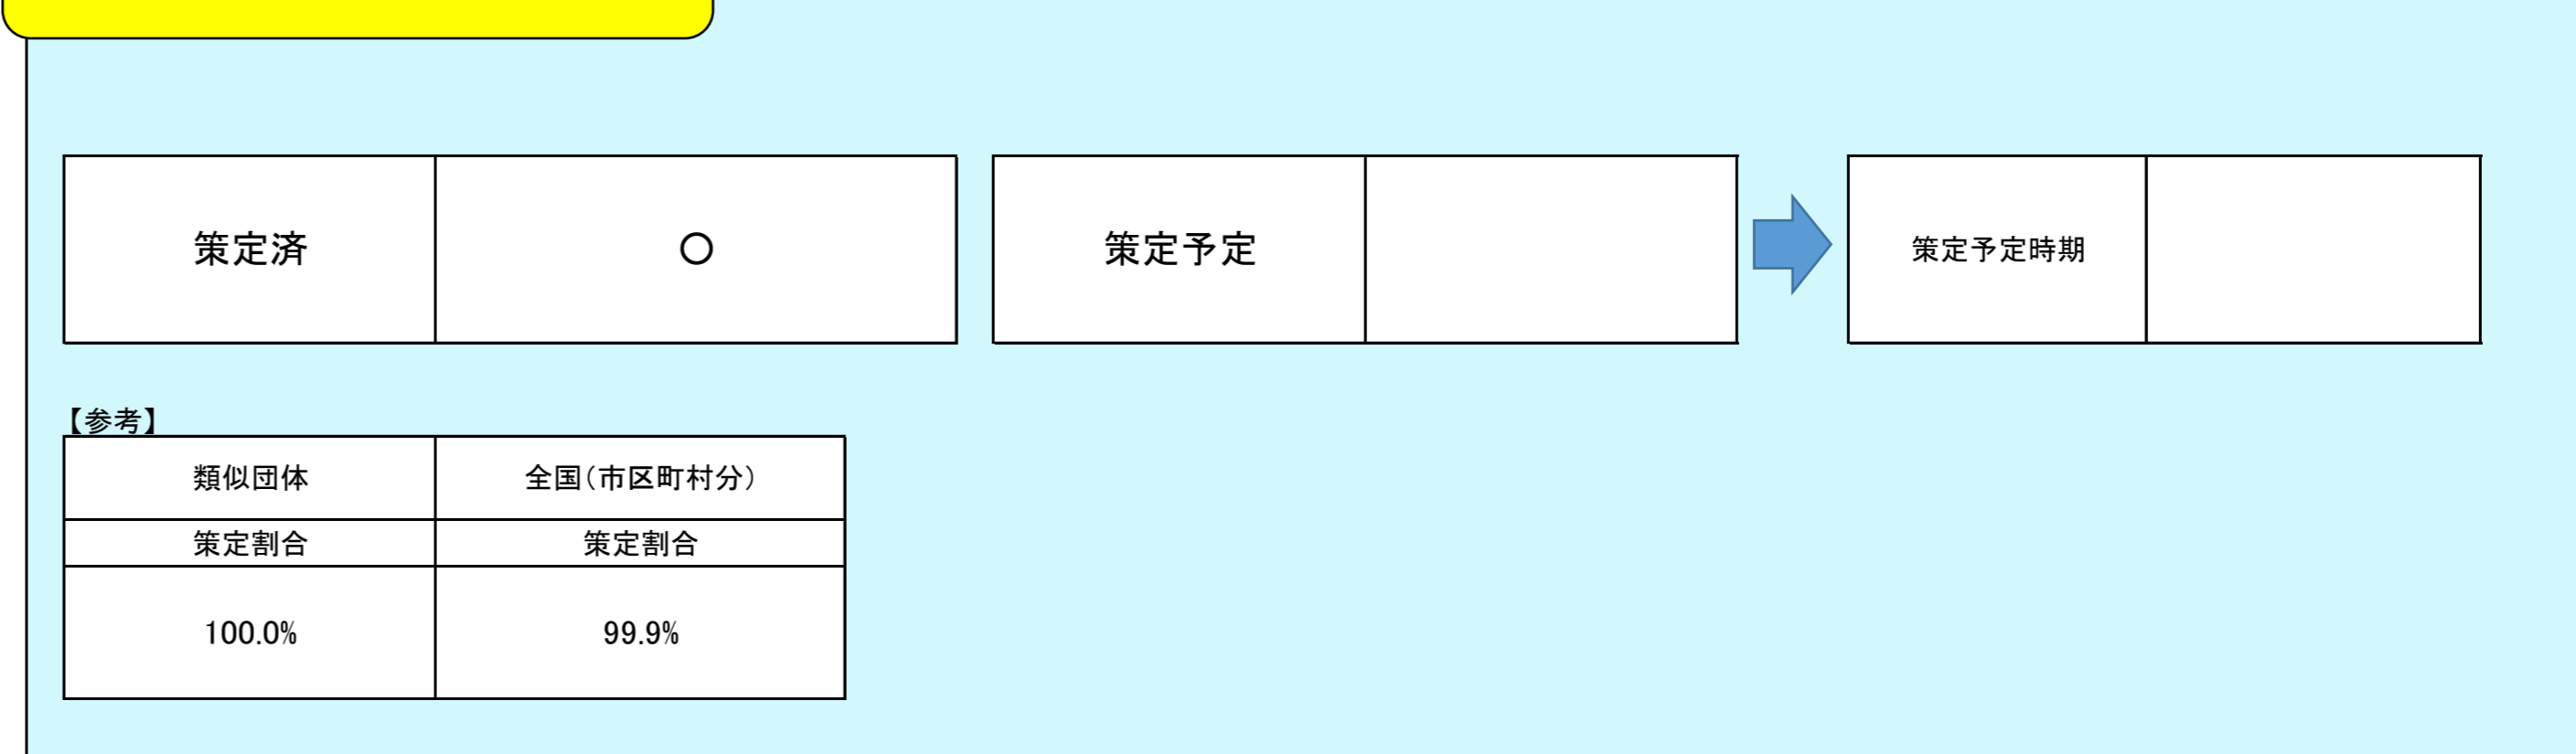 策定済 ○ 策定予定 策定予定時期
【参考】
類似団体 全国(市区町村分)
策定割合 策定割合
100.0% 99.9%